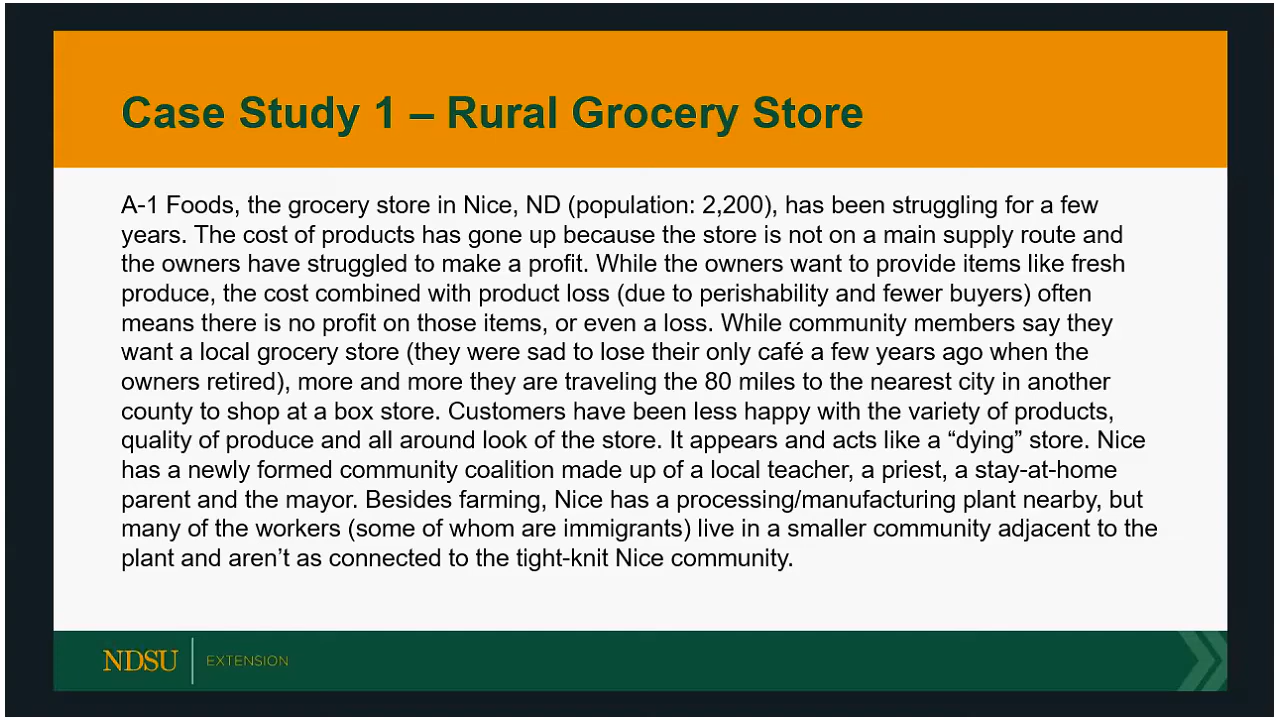 Case Study 1 – Rural Grocery Store
A-1 Foods, the grocery store in Nice, ND (population: 2,200), has been struggling for a few
years. The cost of products has gone up because the store is not on a main supply route and
the owners have struggled to make a profit. While the owners want to provide items like fresh
produce, the cost combined with product loss (due to perishability and fewer buyers) often
means there is no profit on those items, or even a loss. While community members say they
want a local grocery store (they were sad to lose their only café a few years ago when the
owners retired), more and more they are traveling the 80 miles to the nearest city in another
county to shop at a box store. Customers have been less happy with the variety of products,
quality of produce and all around look of the store. It appears and acts like a “dying” store. Nice
has a newly formed community coalition made up of a local teacher, a priest, a stay-at-home
parent and the mayor. Besides farming, Nice has a processing/manufacturing plant nearby, but
many of the workers (some of whom are immigrants) live in a smaller community adjacent to the
plant and aren’t as connected to the tight-knit Nice community.
NDSU EXTENSION